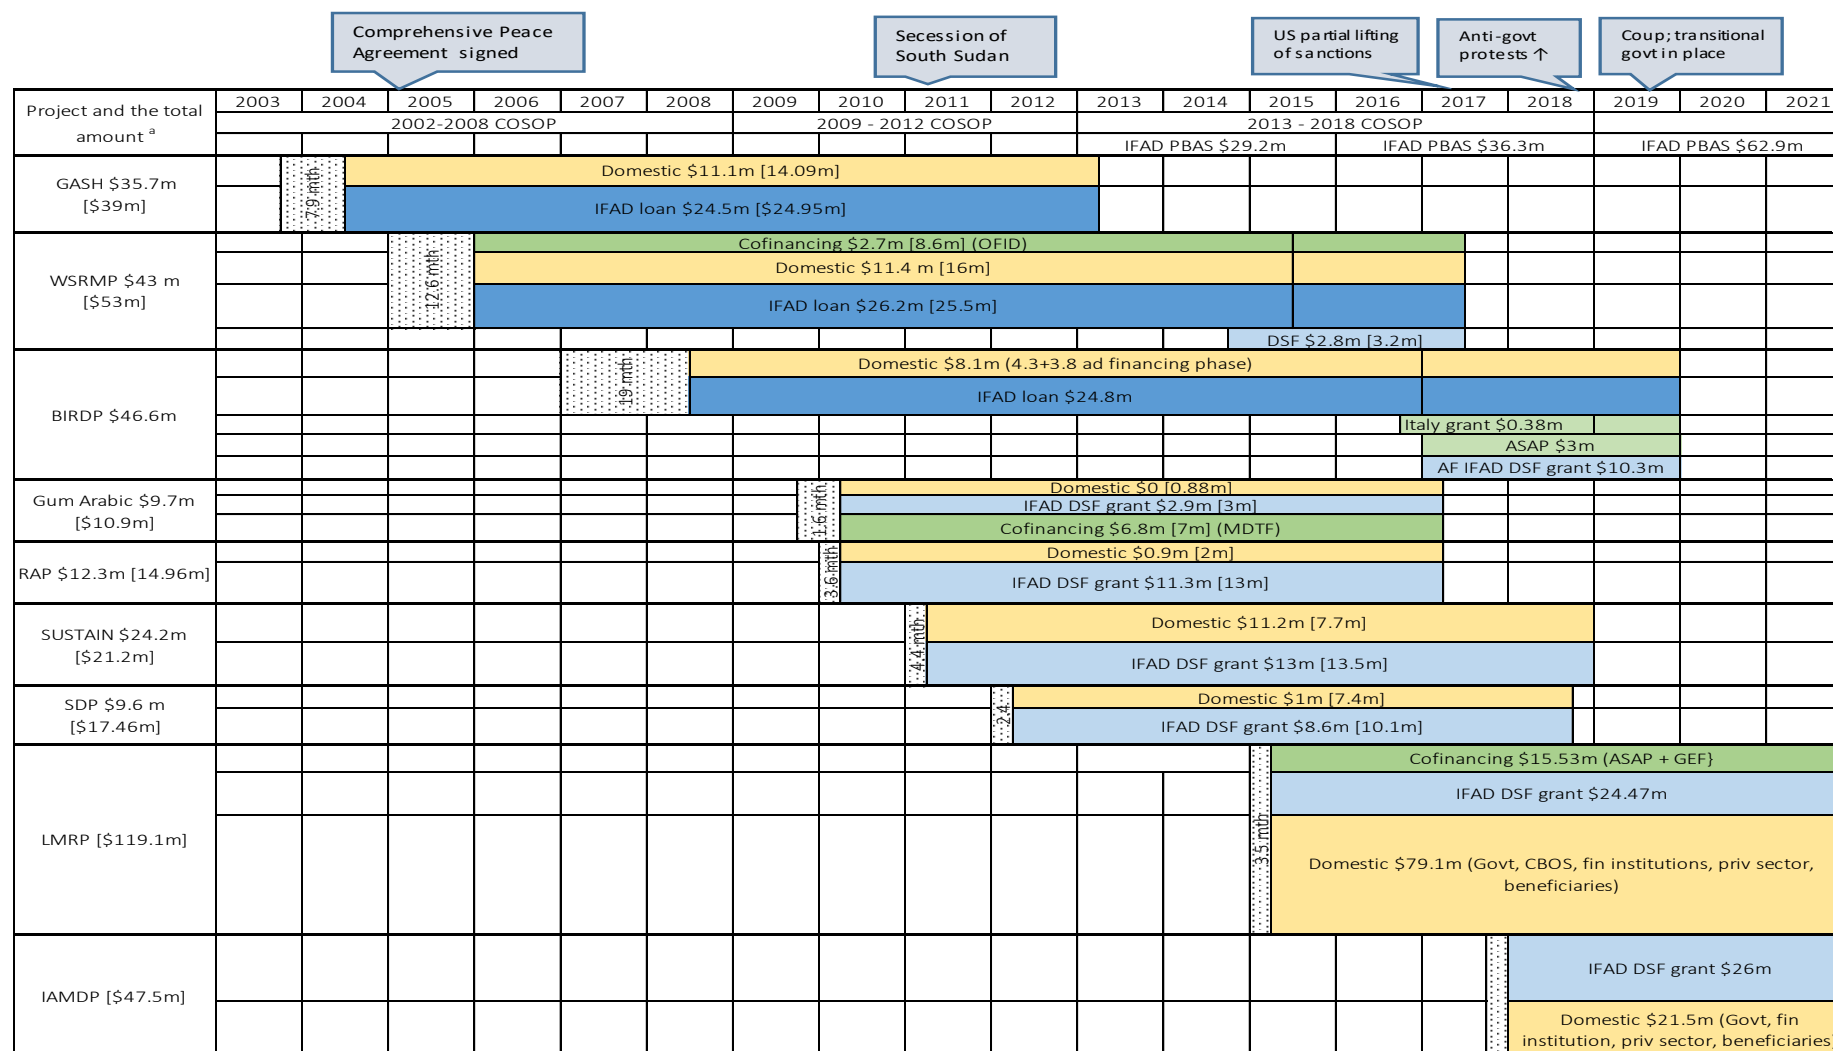 Comprehensive Peace
Agreement signed
Secession of
South Sudan
US partial lifting
of sanctions
Anti-govt
protests ↑
Coup; transitional
govt in place
Project and the total
amount a
2003 2004 2005 2006 2007 2008 2009 2010 2011 2012 2013 2014 2015 2016 2017 2018 2019 2020 2021
2002-2008 COSOP 2009 - 2012 COSOP 2013 - 2018 COSOP
IFAD PBAS $29.2m IFAD PBAS $36.3m IFAD PBAS $62.9m
GASH $35.7m
[$39m]
7.9 mth
Domestic $11.1m [14.09m]
IFAD loan $24.5m [$24.95m]
WSRMP $43 m
[$53m]
12.6 mth
Cofinancing $2.7m [8.6m] (OFID)
Domestic $11.4 m [16m]
IFAD loan $26.2m [25.5m]
DSF $2.8m [3.2m]
BIRDP $46.6m
19 mth
Domestic $8.1m (4.3+3.8 ad financing phase)
IFAD loan $24.8m
Italy grant $0.38m
ASAP $3m
AF IFAD DSF grant $10.3m
Gum Arabic $9.7m
[$10.9m]
1.6 mth
Domestic $0 [0.88m]
IFAD DSF grant $2.9m [3m]
Cofinancing $6.8m [7m] (MDTF)
RAP $12.3m [14.96m]
3.6 mth
Domestic $0.9m [2m]
IFAD DSF grant $11.3m [13m]
SUSTAIN $24.2m
[$21.2m]
4.4 mth
Domestic $11.2m [7.7m]
IFAD DSF grant $13m [13.5m]
SDP $9.6 m
[$17.46m]
2.4
Domestic $1m [7.4m]
IFAD DSF grant $8.6m [10.1m]
LMRP [$119.1m]
3.5 mth
Cofinancing $15.53m (ASAP + GEF}
IFAD DSF grant $24.47m
Domestic $79.1m (Govt, CBOS, fin institutions, priv sector,
beneficiaries)
IAMDP [$47.5m]
IFAD DSF grant $26m
Domestic $21.5m (Govt, fin
institution, priv sector, beneficiaries)